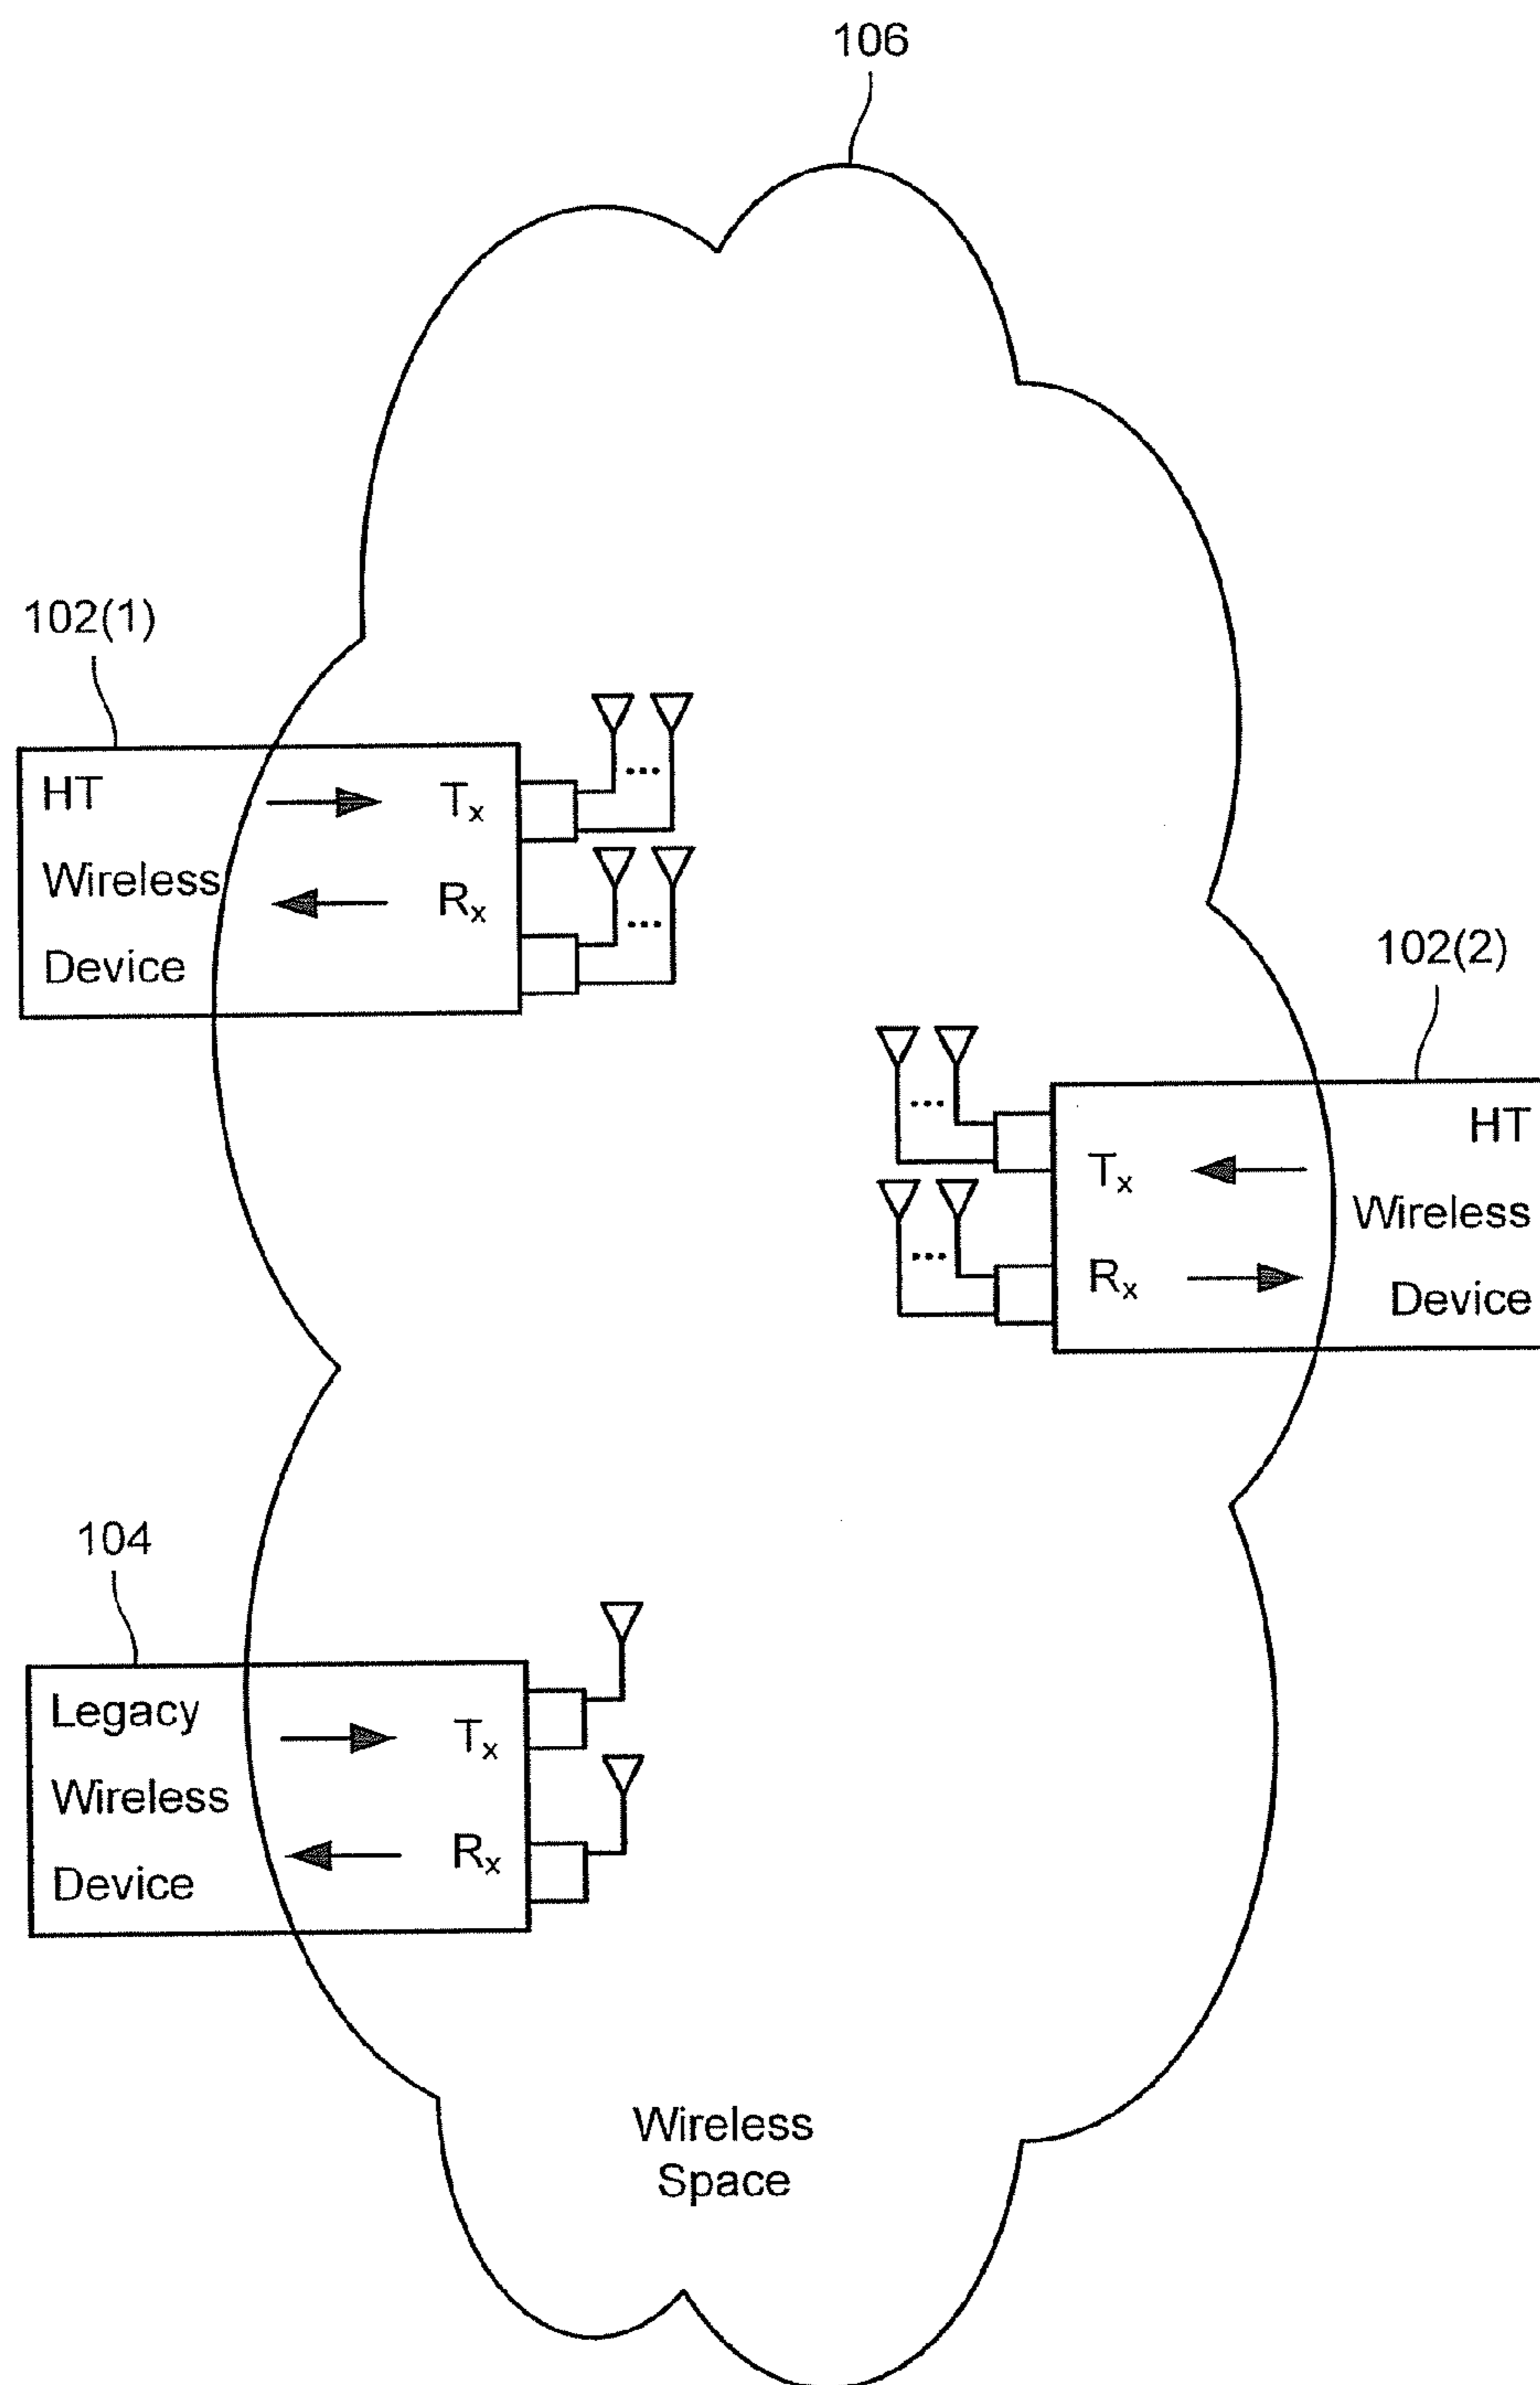 106
102(1)
HT
Wireless
Device
Tx
Rx
...
...
102(2)
...
...
Tx
Rx
HT
Wireless
Device
104
Legacy
Wireless
Device
Tx
Rx
Wireless
Space